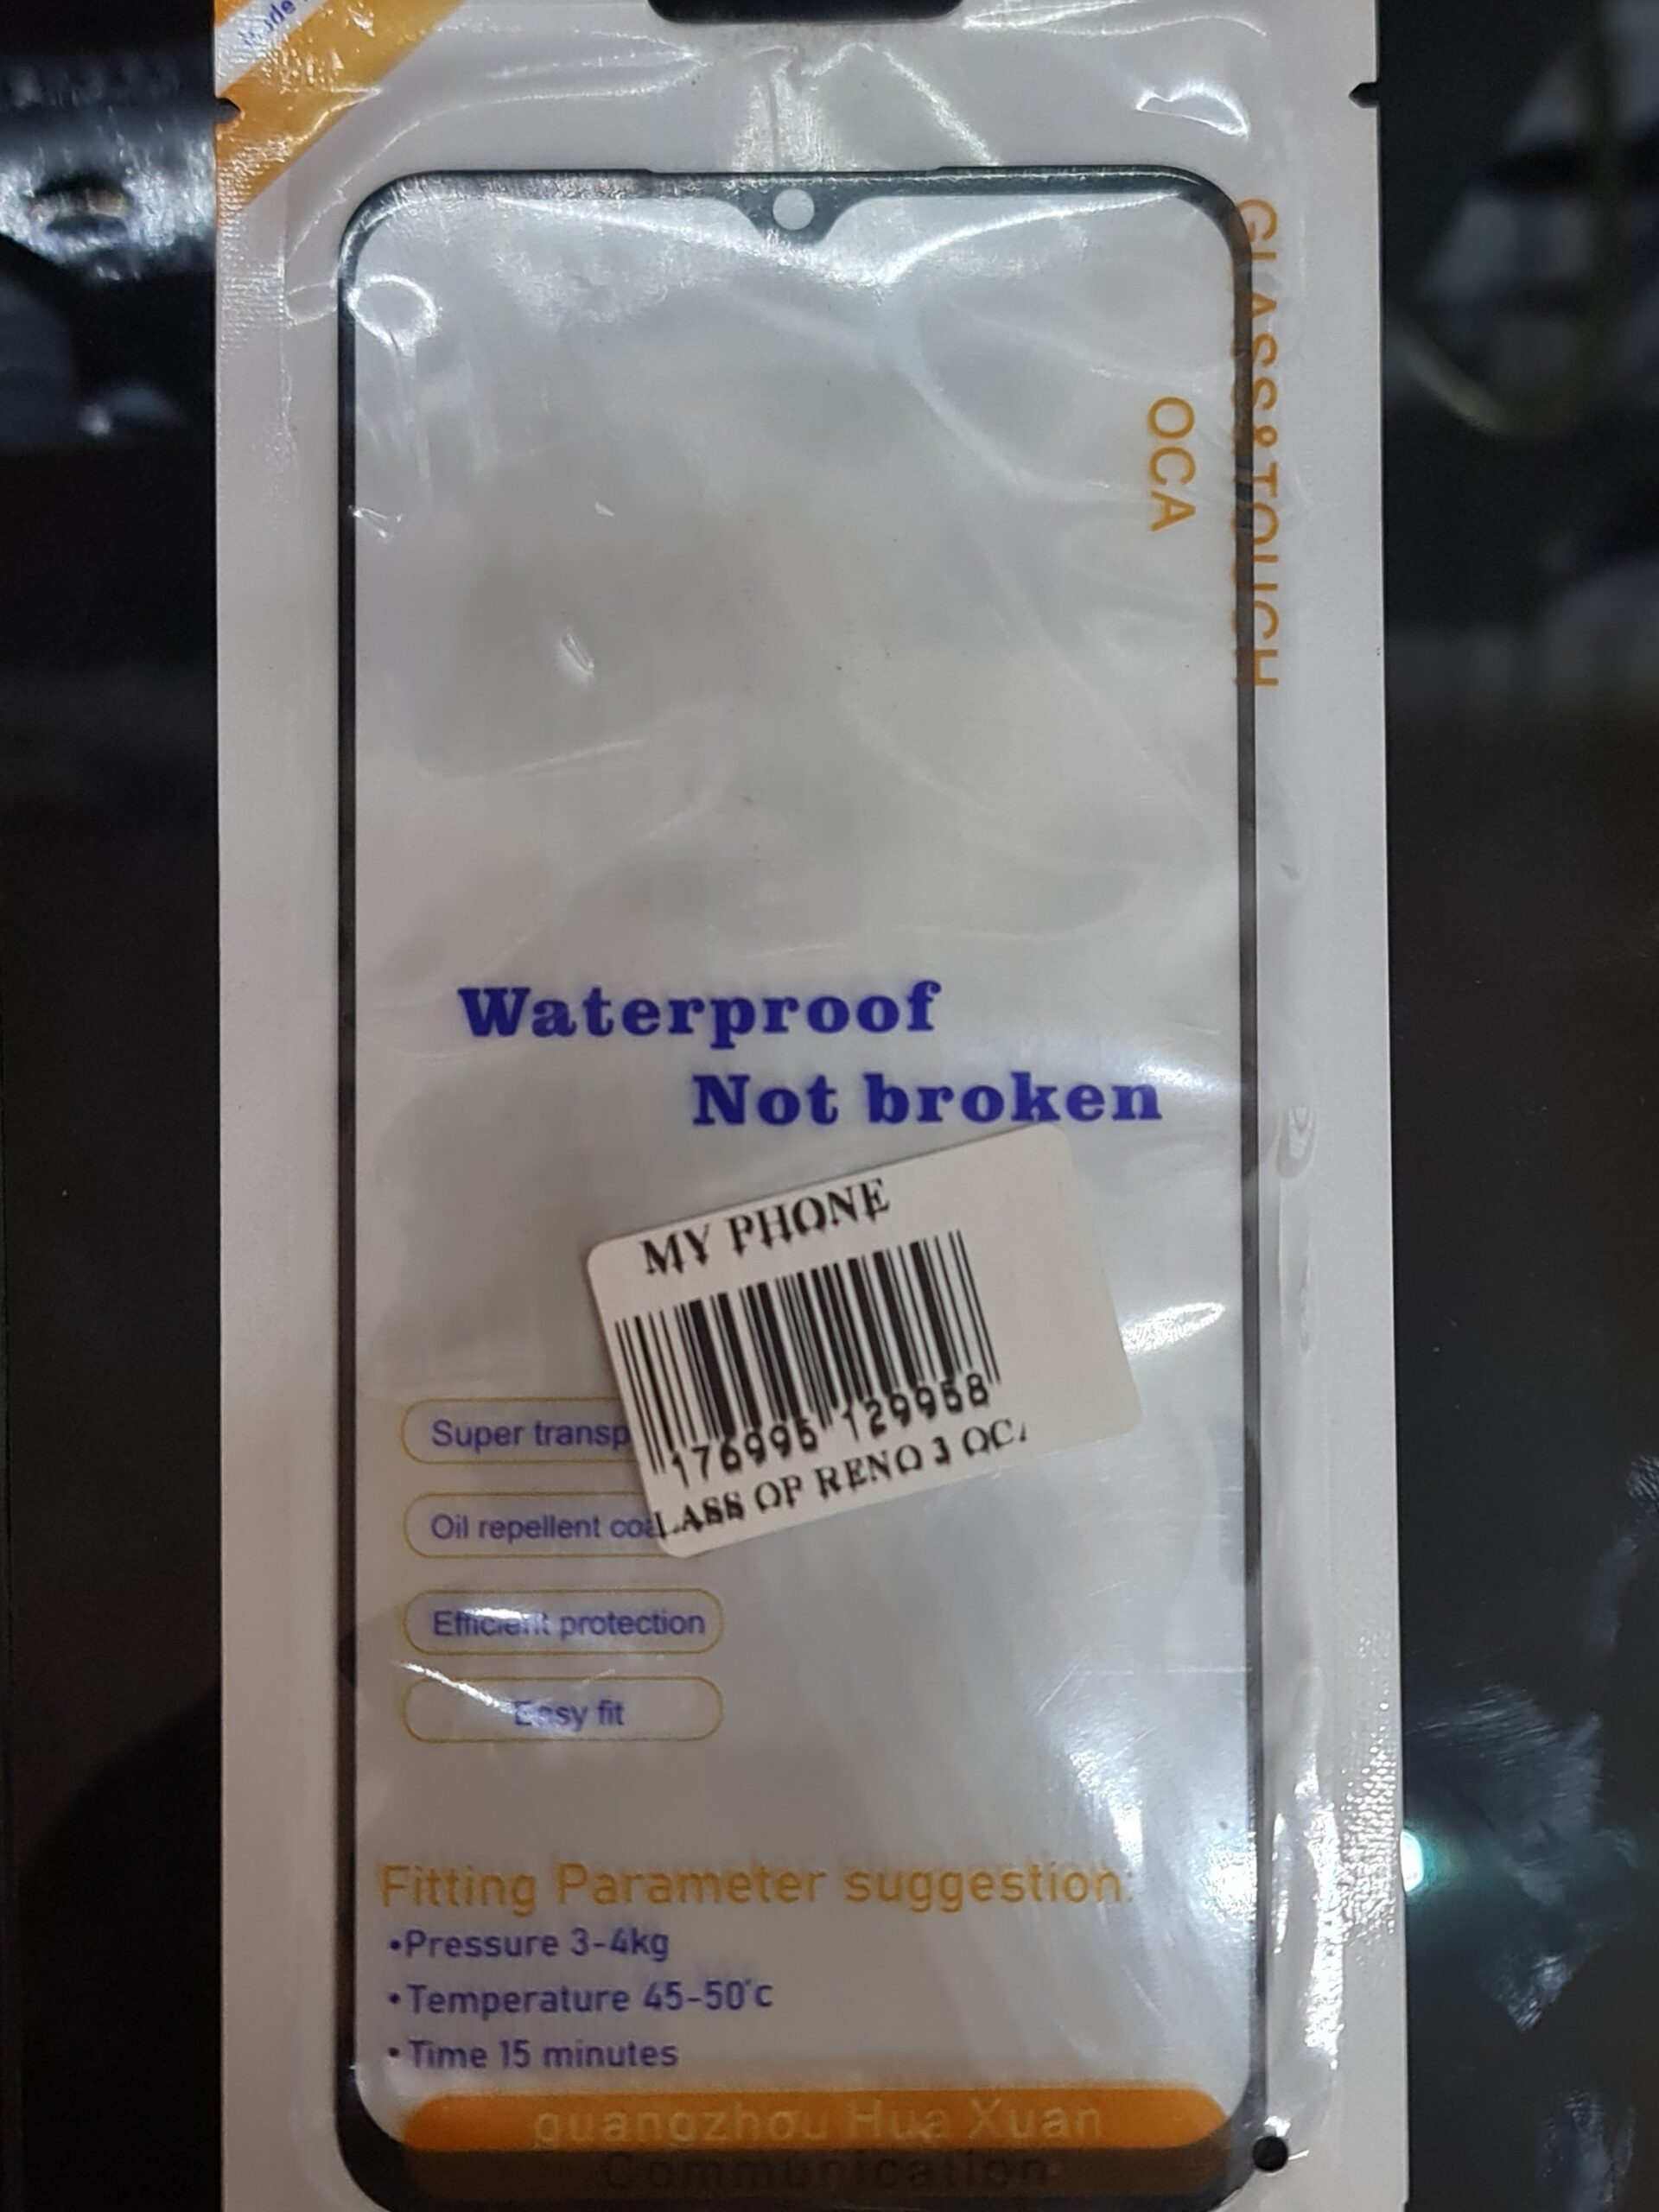 GLASS&TOUCH
OCA
Waterproof
Not broken
MY PHONE
176995 129958
LASS OP RENO 3 OC
Super transp
Oil repellent coa
Efficient protection
Easy fit
Fitting Parameter suggestion:
•Pressure 3-4kg
•Temperature 45-50°c
•Time 15 minutes
guangzhou Hua Xuan
Communication